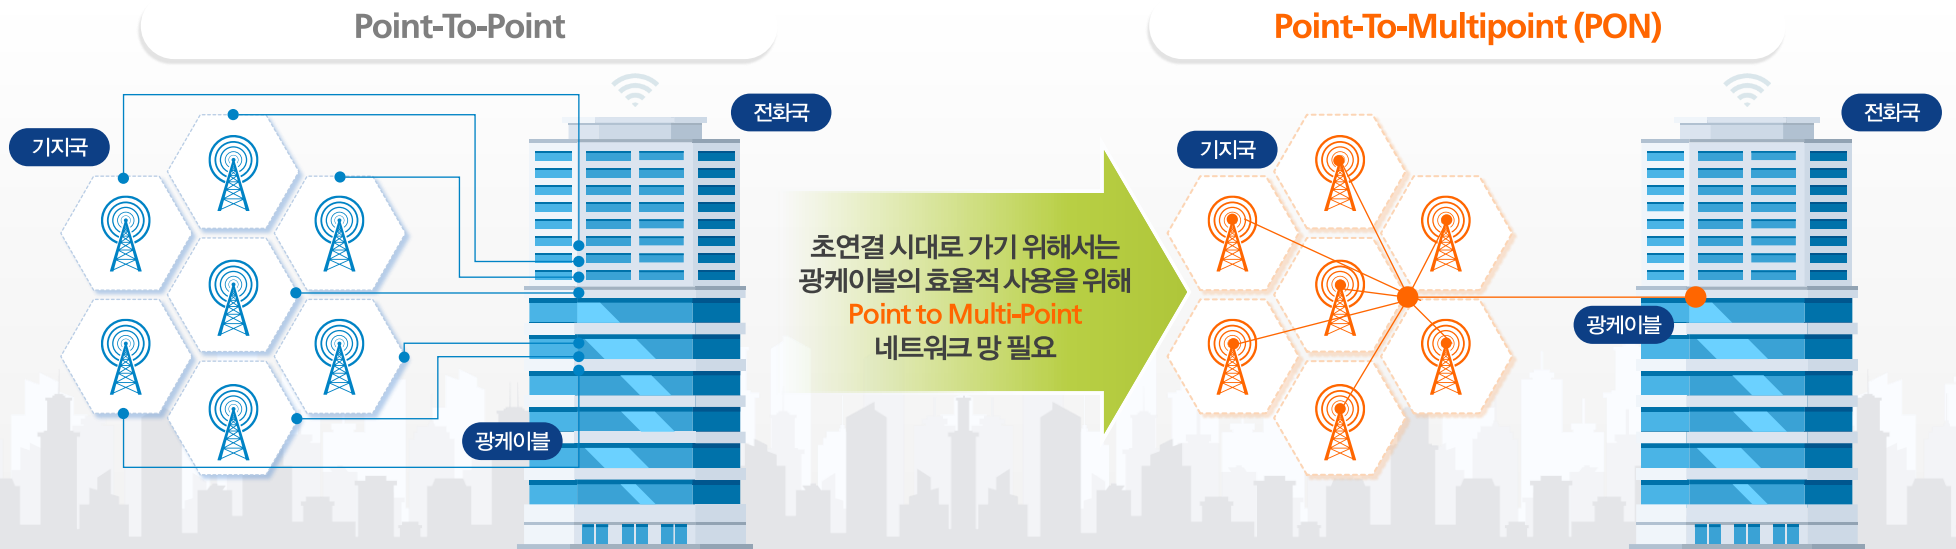 Point-To-Point
기지국
전화국
광케이블
초연결 시대로 가기 위해서는
광케이블의 효율적 사용을 위해
Point to Multi-Point
네트워크 망 필요
Point-To-Multipoint (PON)
기지국
전화국
광케이블